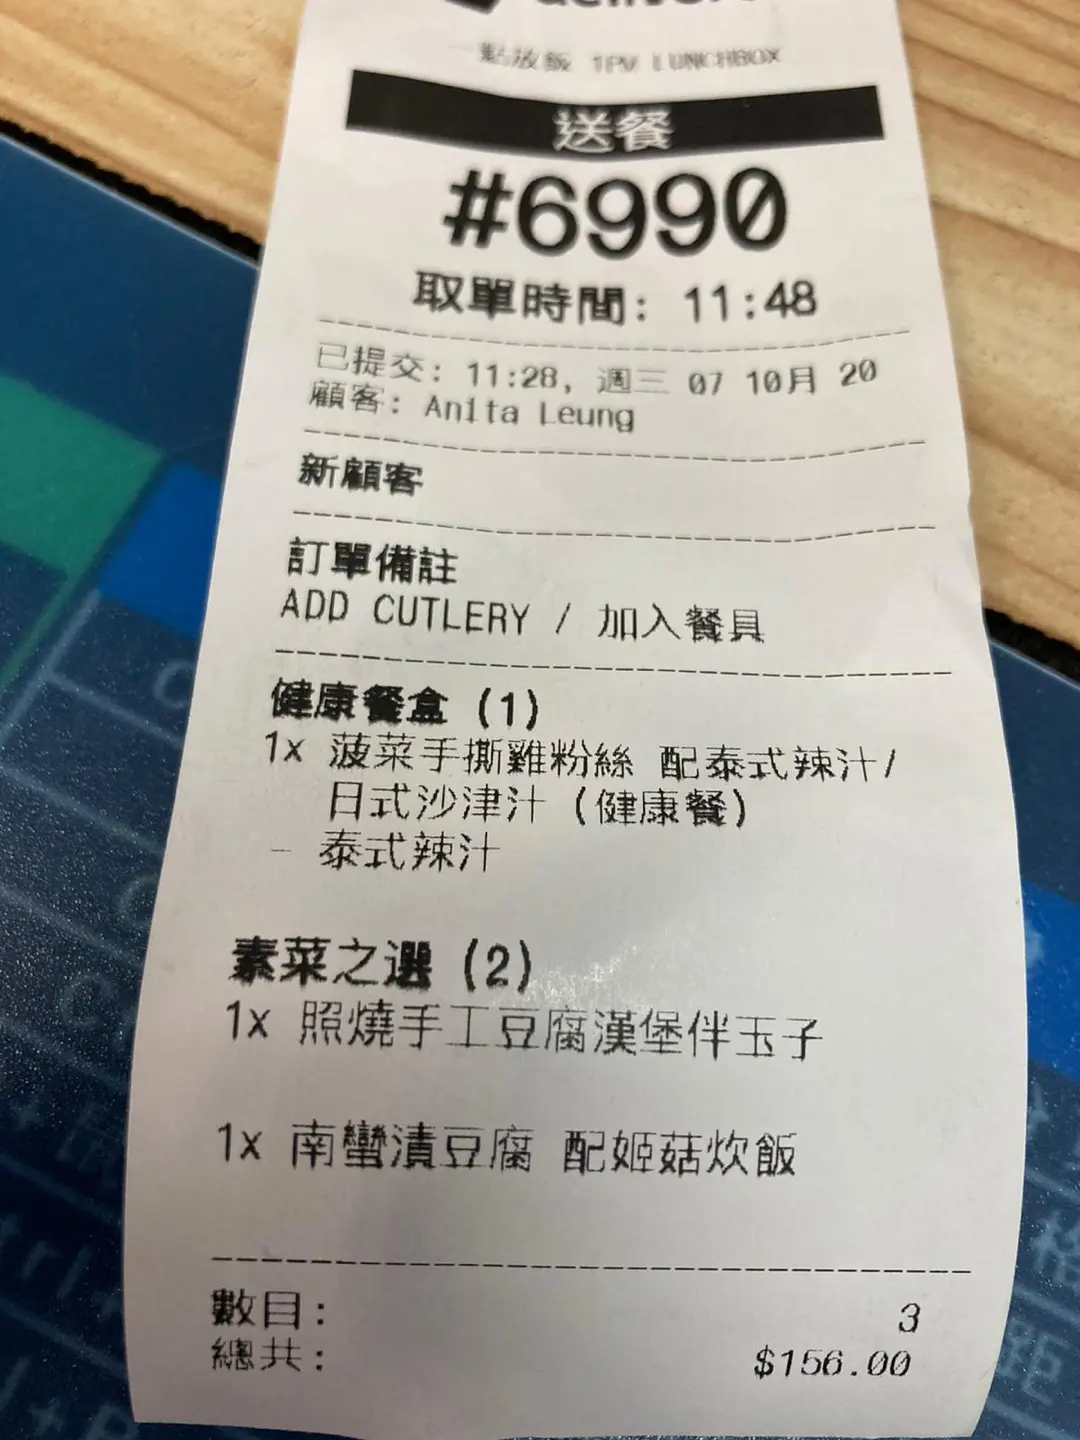 一點放飯 1PM LUNCHBOX
送餐
#6990
取單時間: 11:48
已提交: 11:28, 週三 07 10月 20
顧客: Anita Leung
新顧客
訂單備註
ADD CUTLERY / 加入餐具
健康餐盒 (1)
1x 菠菜手撕雞粉絲 配泰式辣汁/
日式沙津汁 (健康餐)
- 泰式辣汁
素菜之選 (2)
1x 照燒手工豆腐漢堡伴玉子
1x 南蠻漬豆腐 配姬菇炊飯
數目: 3
總共: $156.00